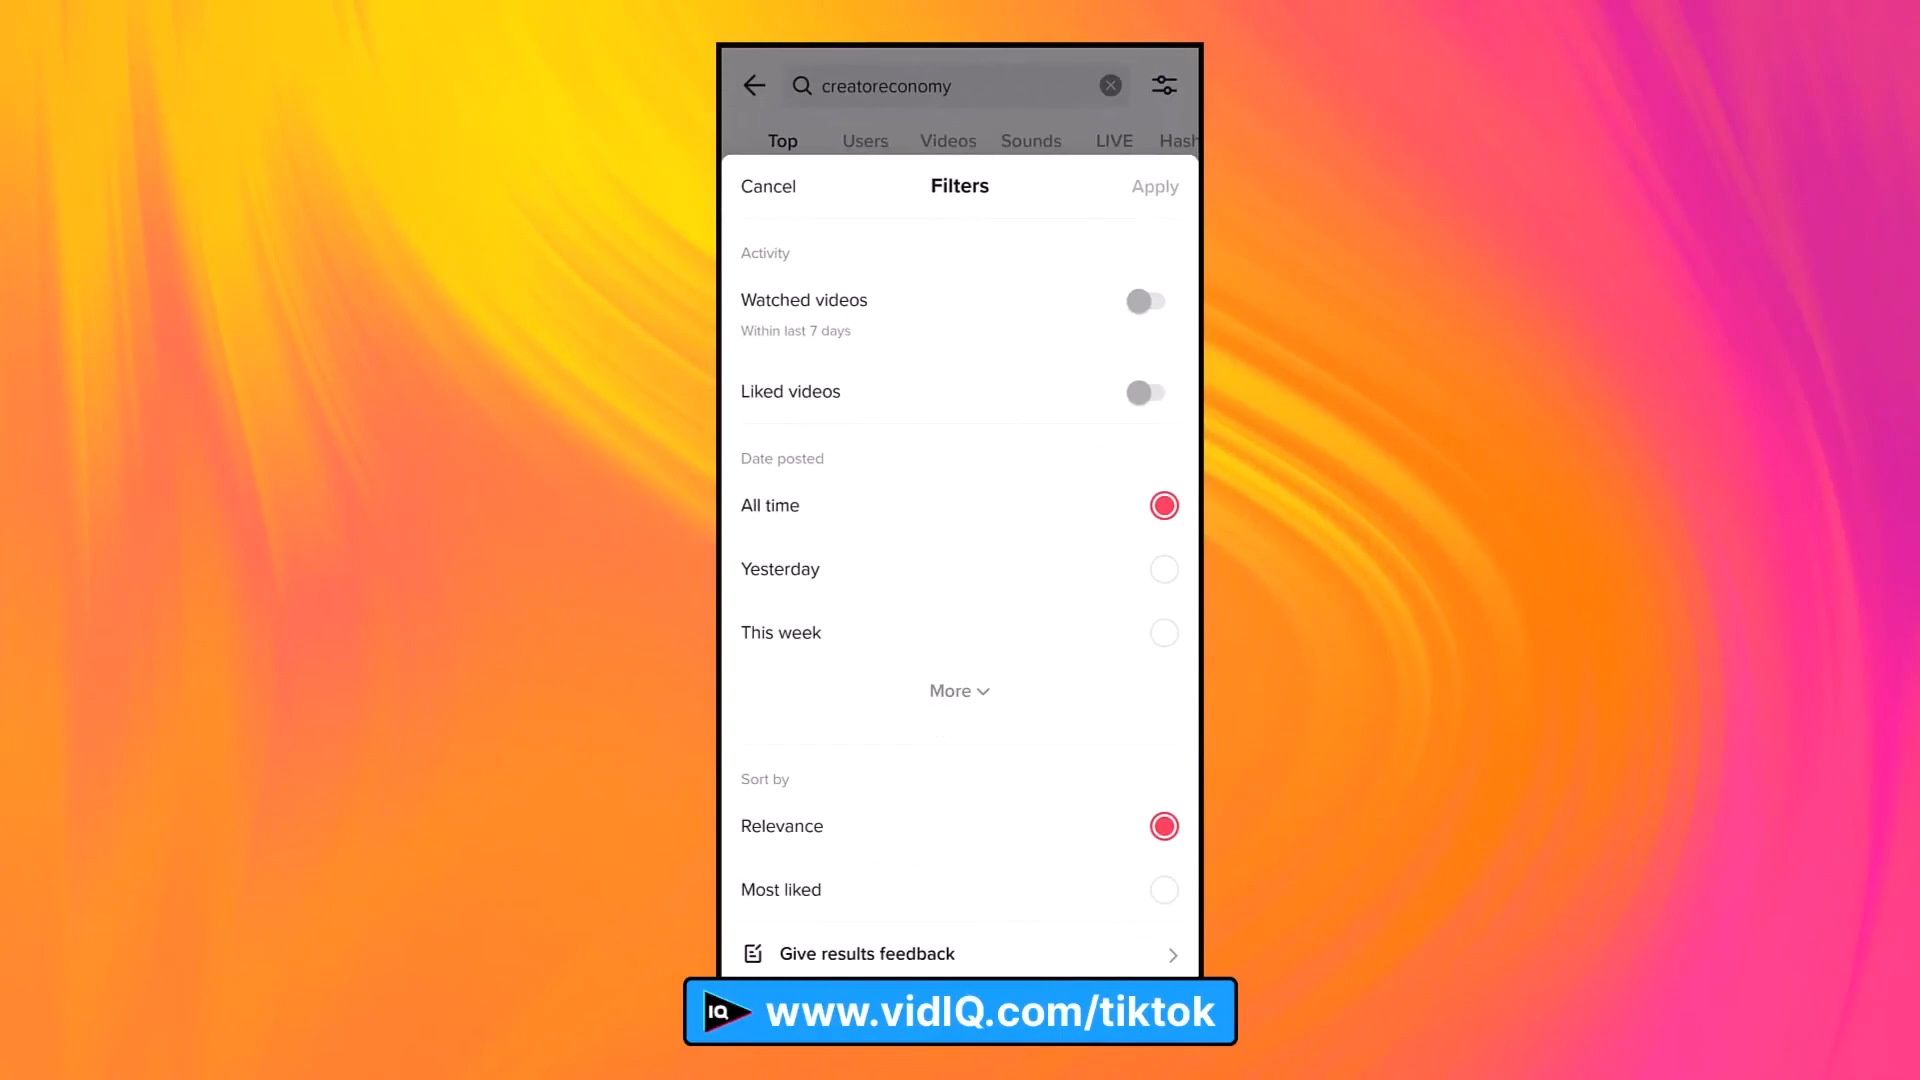 creatoreconomy
Top Users Videos Sounds LIVE Hash
Cancel Filters Apply
Activity
Watched videos
Within last 7 days
Liked videos
Date posted
All time
Yesterday
This week
More
Sort by
Relevance
Most liked
Give results feedback
IQ www.vidIQ.com/tiktok